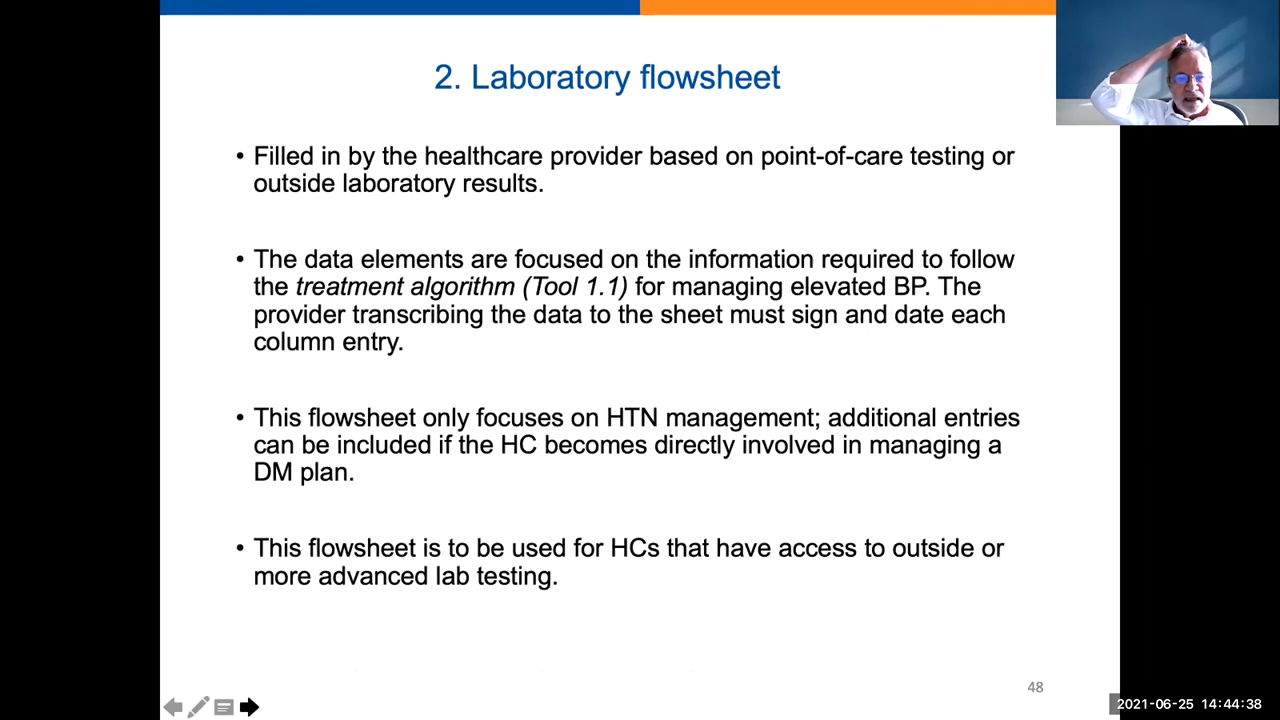 2. Laboratory flowsheet
• Filled in by the healthcare provider based on point-of-care testing or
outside laboratory results.
• The data elements are focused on the information required to follow
the treatment algorithm (Tool 1.1) for managing elevated BP. The
provider transcribing the data to the sheet must sign and date each
column entry.
• This flowsheet only focuses on HTN management; additional entries
can be included if the HC becomes directly involved in managing a
DM plan.
• This flowsheet is to be used for HCs that have access to outside or
more advanced lab testing.
48
2021-06-25 14:44:38